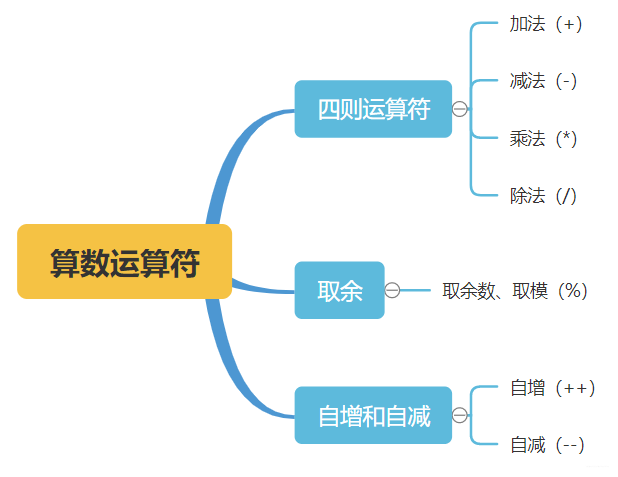 算数运算符
四则运算符
加法（+）
减法（-）
乘法（*）
除法（/）
取余
取余数、取模（%）
自增和自减
自增（++）
自减（--）